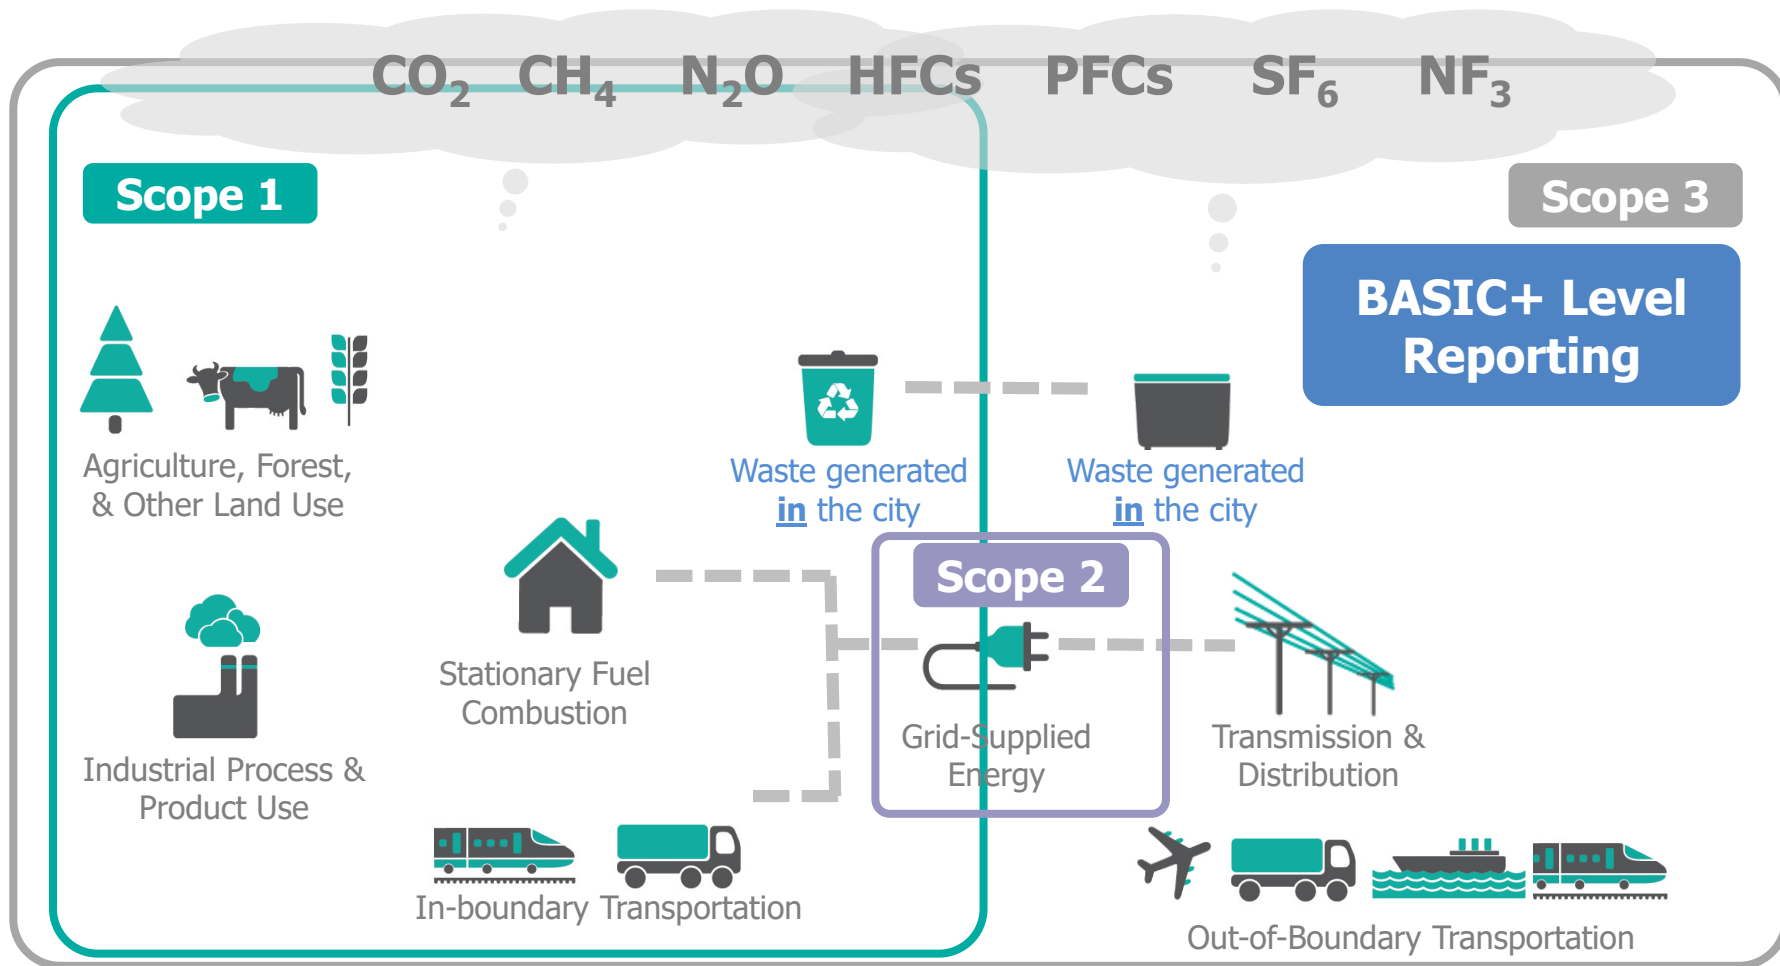 CO₂ CH₄ N₂O HFCs PFCs SF₆ NF₃
Scope 1
Scope 3
BASIC+ Level
Reporting
Agriculture, Forest,
& Other Land Use
Waste generated
in the city
Waste generated
in the city
Scope 2
Stationary Fuel
Combustion
Grid-Supplied
Energy
Transmission &
Distribution
Industrial Process &
Product Use
In-boundary Transportation
Out-of-Boundary Transportation